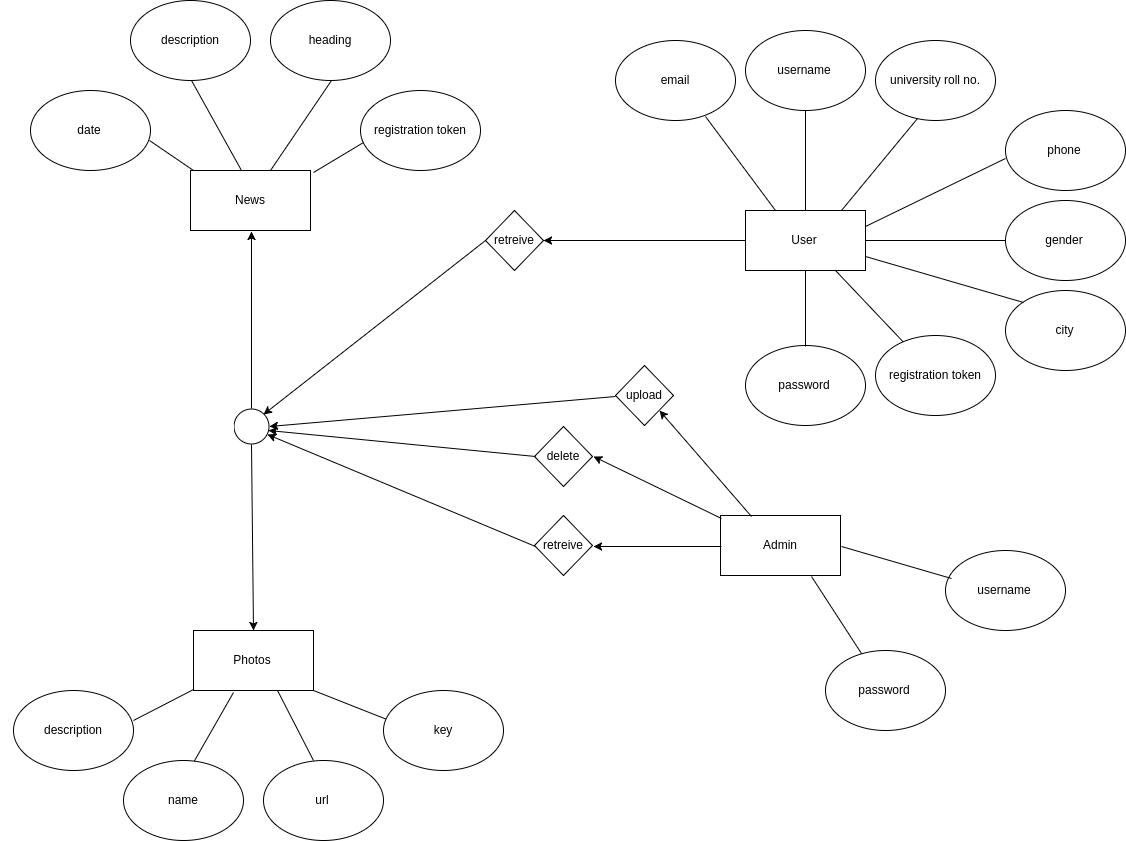 description
heading
date
registration token
News
email
username
university roll no.
phone
gender
city
User
password
registration token
retreive
upload
delete
retreive
Admin
username
password
Photos
description
name
url
key